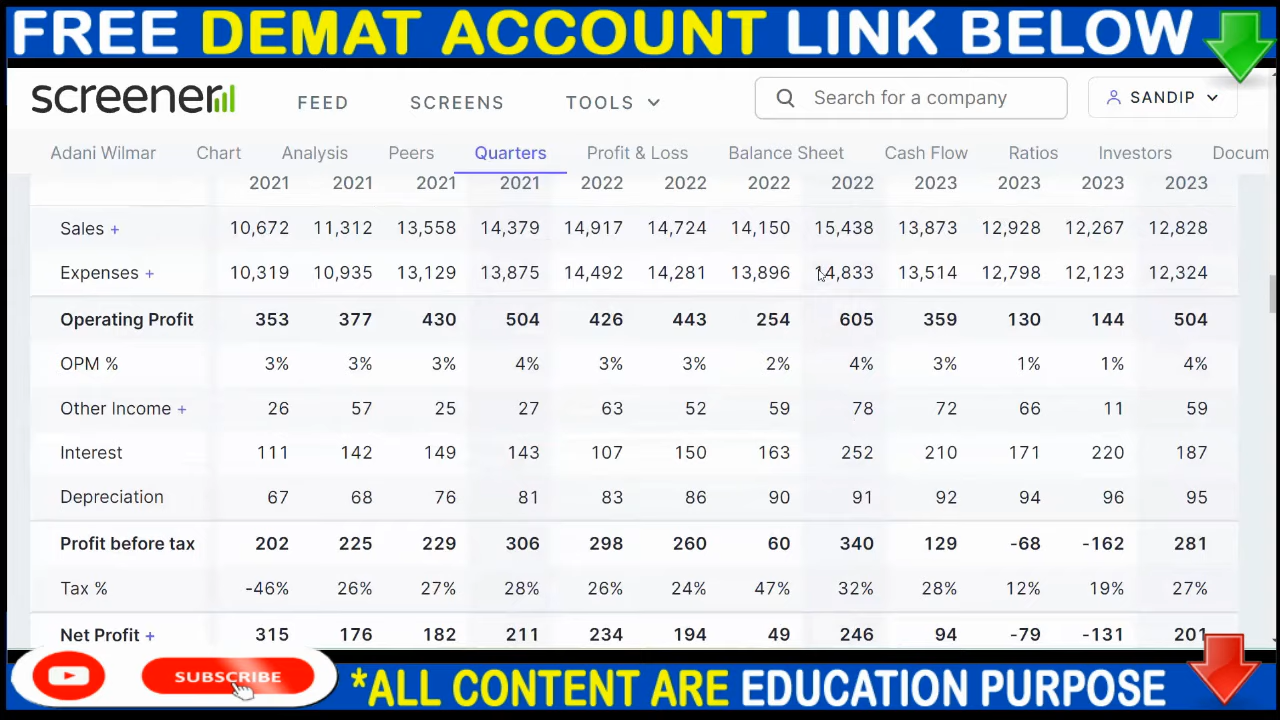 FREE DEMAT ACCOUNT LINK BELOW
screener FEED SCREENS TOOLS Search for a company SANDIP
Adani Wilmar Chart Analysis Peers Quarters Profit & Loss Balance Sheet Cash Flow Ratios Investors Docum
2021 2021 2021 2021 2022 2022 2022 2022 2023 2023 2023 2023
Sales + 10,672 11,312 13,558 14,379 14,917 14,724 14,150 15,438 13,873 12,928 12,267 12,828
Expenses + 10,319 10,935 13,129 13,875 14,492 14,281 13,896 14,833 13,514 12,798 12,123 12,324
Operating Profit 353 377 430 504 426 443 254 605 359 130 144 504
OPM % 3% 3% 3% 4% 3% 3% 2% 4% 3% 1% 1% 4%
Other Income + 26 57 25 27 63 52 59 78 72 66 11 59
Interest 111 142 149 143 107 150 163 252 210 171 220 187
Depreciation 67 68 76 81 83 86 90 91 92 94 96 95
Profit before tax 202 225 229 306 298 260 60 340 129 -68 -162 281
Tax % -46% 26% 27% 28% 26% 24% 47% 32% 28% 12% 19% 27%
Net Profit + 315 176 182 211 234 194 49 246 94 -79 -131 201
SUBSCRIBE
*ALL CONTENT ARE EDUCATION PURPOSE